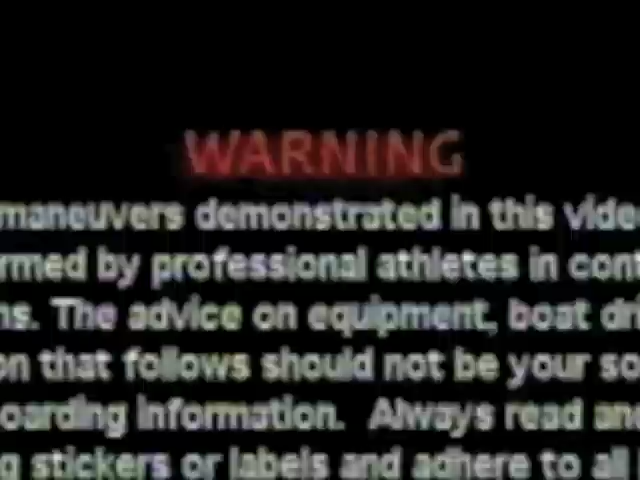 WARNING
maneuvers demonstrated in this vide
rmed by professional athletes in cont
ns. The advice on equipment, boat dri
on that follows should not be your so
oarding information. Always read and
g stickers or labels and adhere to all